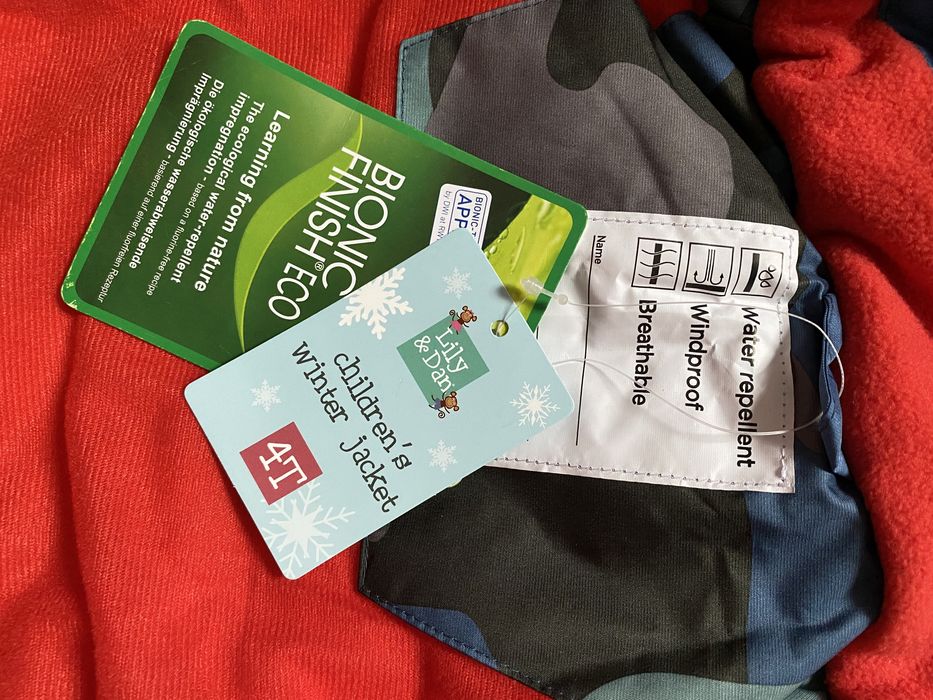 BIONIC
FINISH® ECO
Learning from nature
The ecological water-repellent
impregnation - based on a fluorine-free recipe
Die ökologische wasserabweisende
Imprägnierung - basierend auf einer fluorfreien Rezeptur
Lily
& Dan
children's
winter jacket
4T
Water repellent
Windproof
Breathable
Name